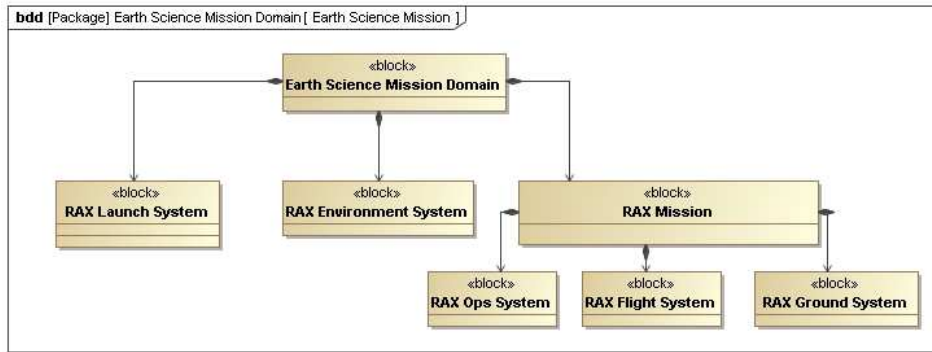 bdd [Package] Earth Science Mission Domain [ Earth Science Mission ]
«block»
Earth Science Mission Domain
«block»
RAX Launch System
«block»
RAX Environment System
«block»
RAX Mission
«block»
RAX Ops System
«block»
RAX Flight System
«block»
RAX Ground System